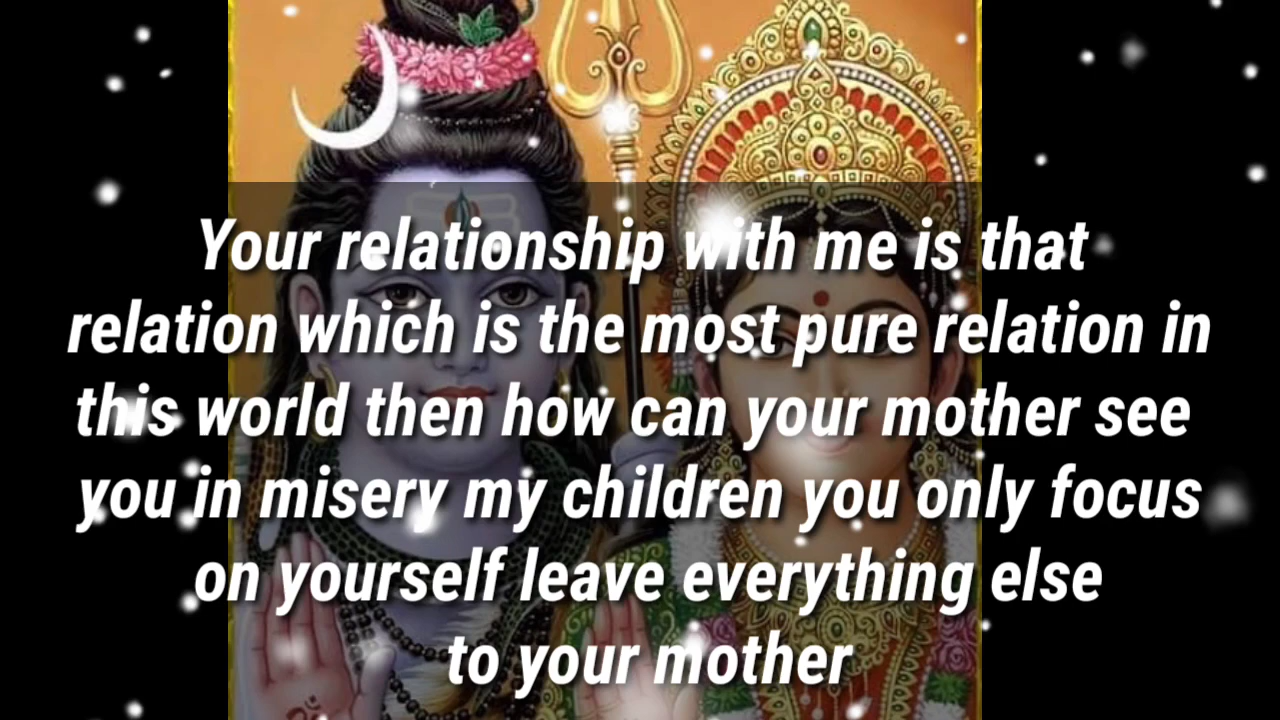 Your relationship with me is that
relation which is the most pure relation in
this world then how can your mother see
you in misery my children you only focus
on yourself leave everything else
to your mother
ॐ